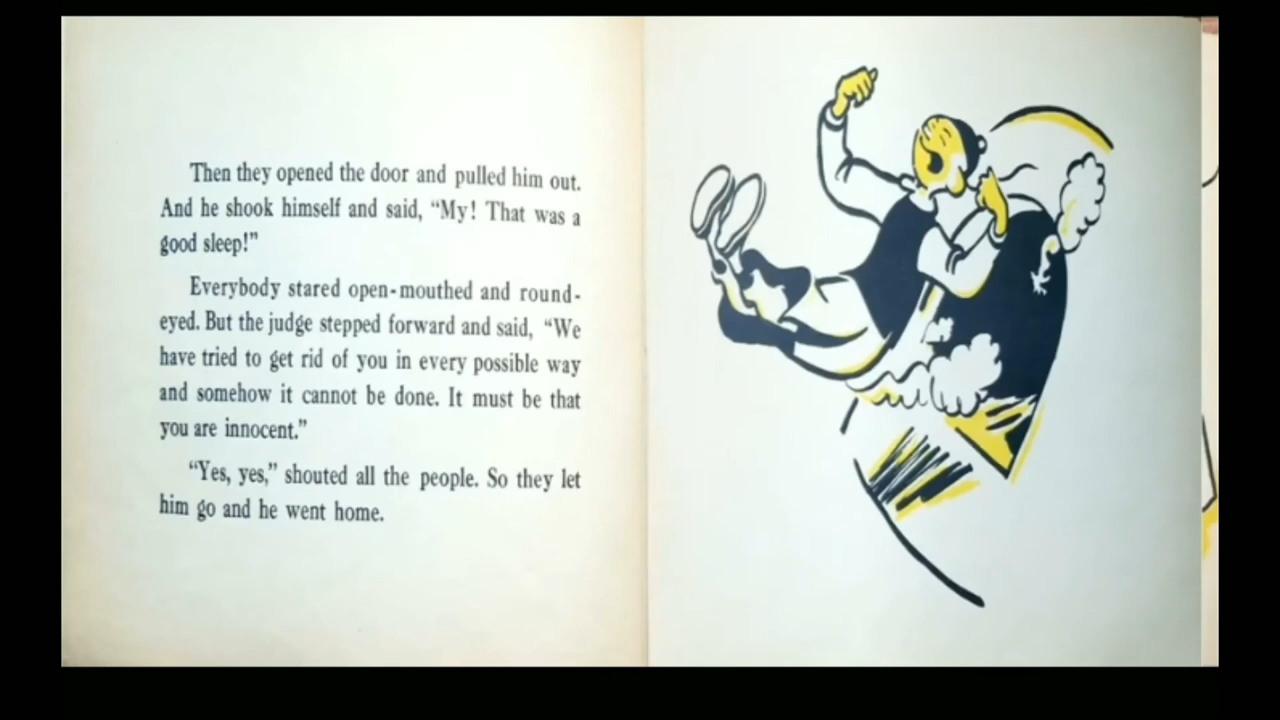 Then they opened the door and pulled him out.
And he shook himself and said, “My! That was a
good sleep!”
Everybody stared open-mouthed and round-
eyed. But the judge stepped forward and said, “We
have tried to get rid of you in every possible way
and somehow it cannot be done. It must be that
you are innocent.”
“Yes, yes,” shouted all the people. So they let
him go and he went home.